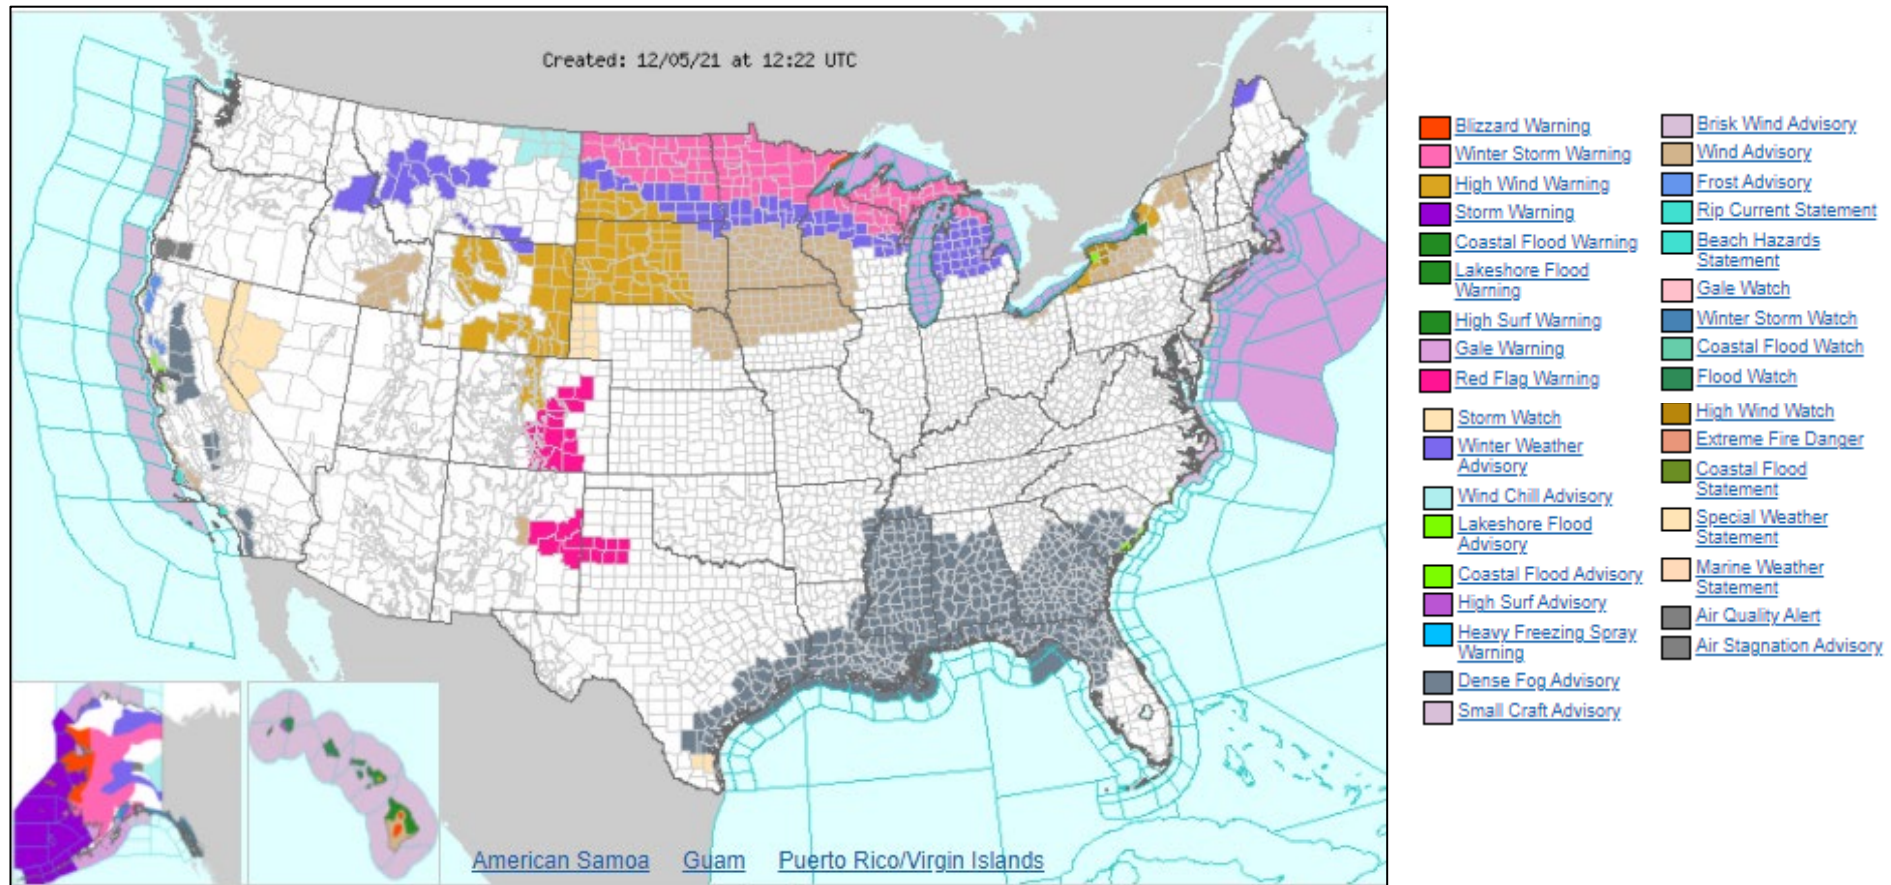 Created: 12/05/21 at 12:22 UTC
American Samoa
Guam
Puerto Rico/Virgin Islands
Blizzard Warning
Winter Storm Warning
High Wind Warning
Storm Warning
Coastal Flood Warning
Lakeshore Flood
Warning
High Surf Warning
Gale Warning
Red Flag Warning
Storm Watch
Winter Weather
Advisory
Wind Chill Advisory
Lakeshore Flood
Advisory
Coastal Flood Advisory
High Surf Advisory
Heavy Freezing Spray
Warning
Dense Fog Advisory
Small Craft Advisory
Brisk Wind Advisory
Wind Advisory
Frost Advisory
Rip Current Statement
Beach Hazards
Statement
Gale Watch
Winter Storm Watch
Coastal Flood Watch
Flood Watch
High Wind Watch
Extreme Fire Danger
Coastal Flood
Statement
Special Weather
Statement
Marine Weather
Statement
Air Quality Alert
Air Stagnation Advisory